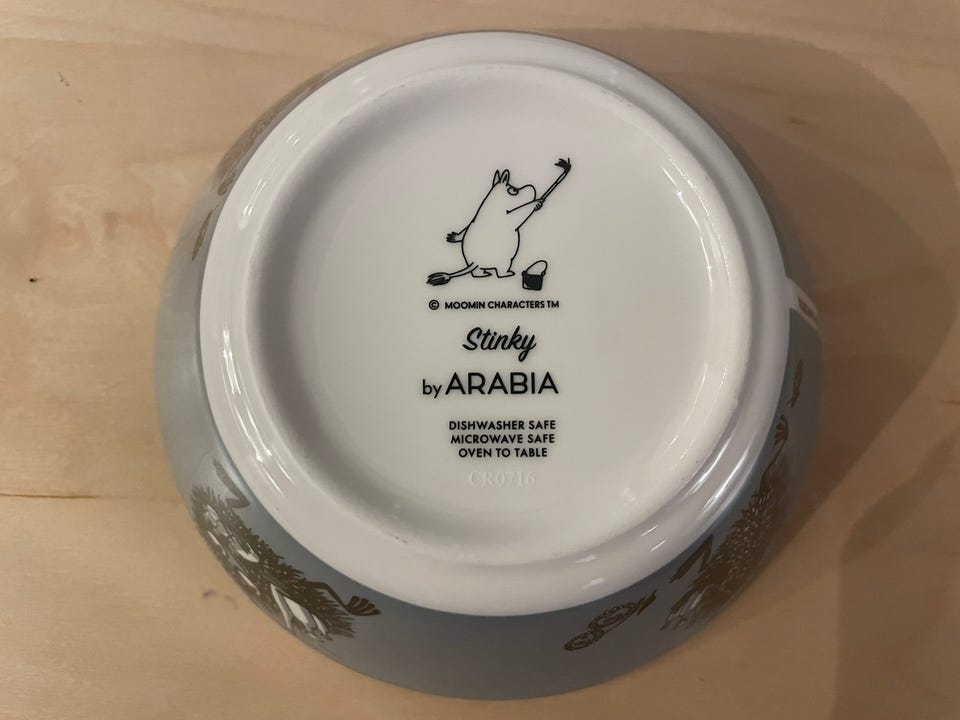 © MOOMIN CHARACTERS TM
Stinky
by ARABIA
DISHWASHER SAFE
MICROWAVE SAFE
OVEN TO TABLE
CR0716